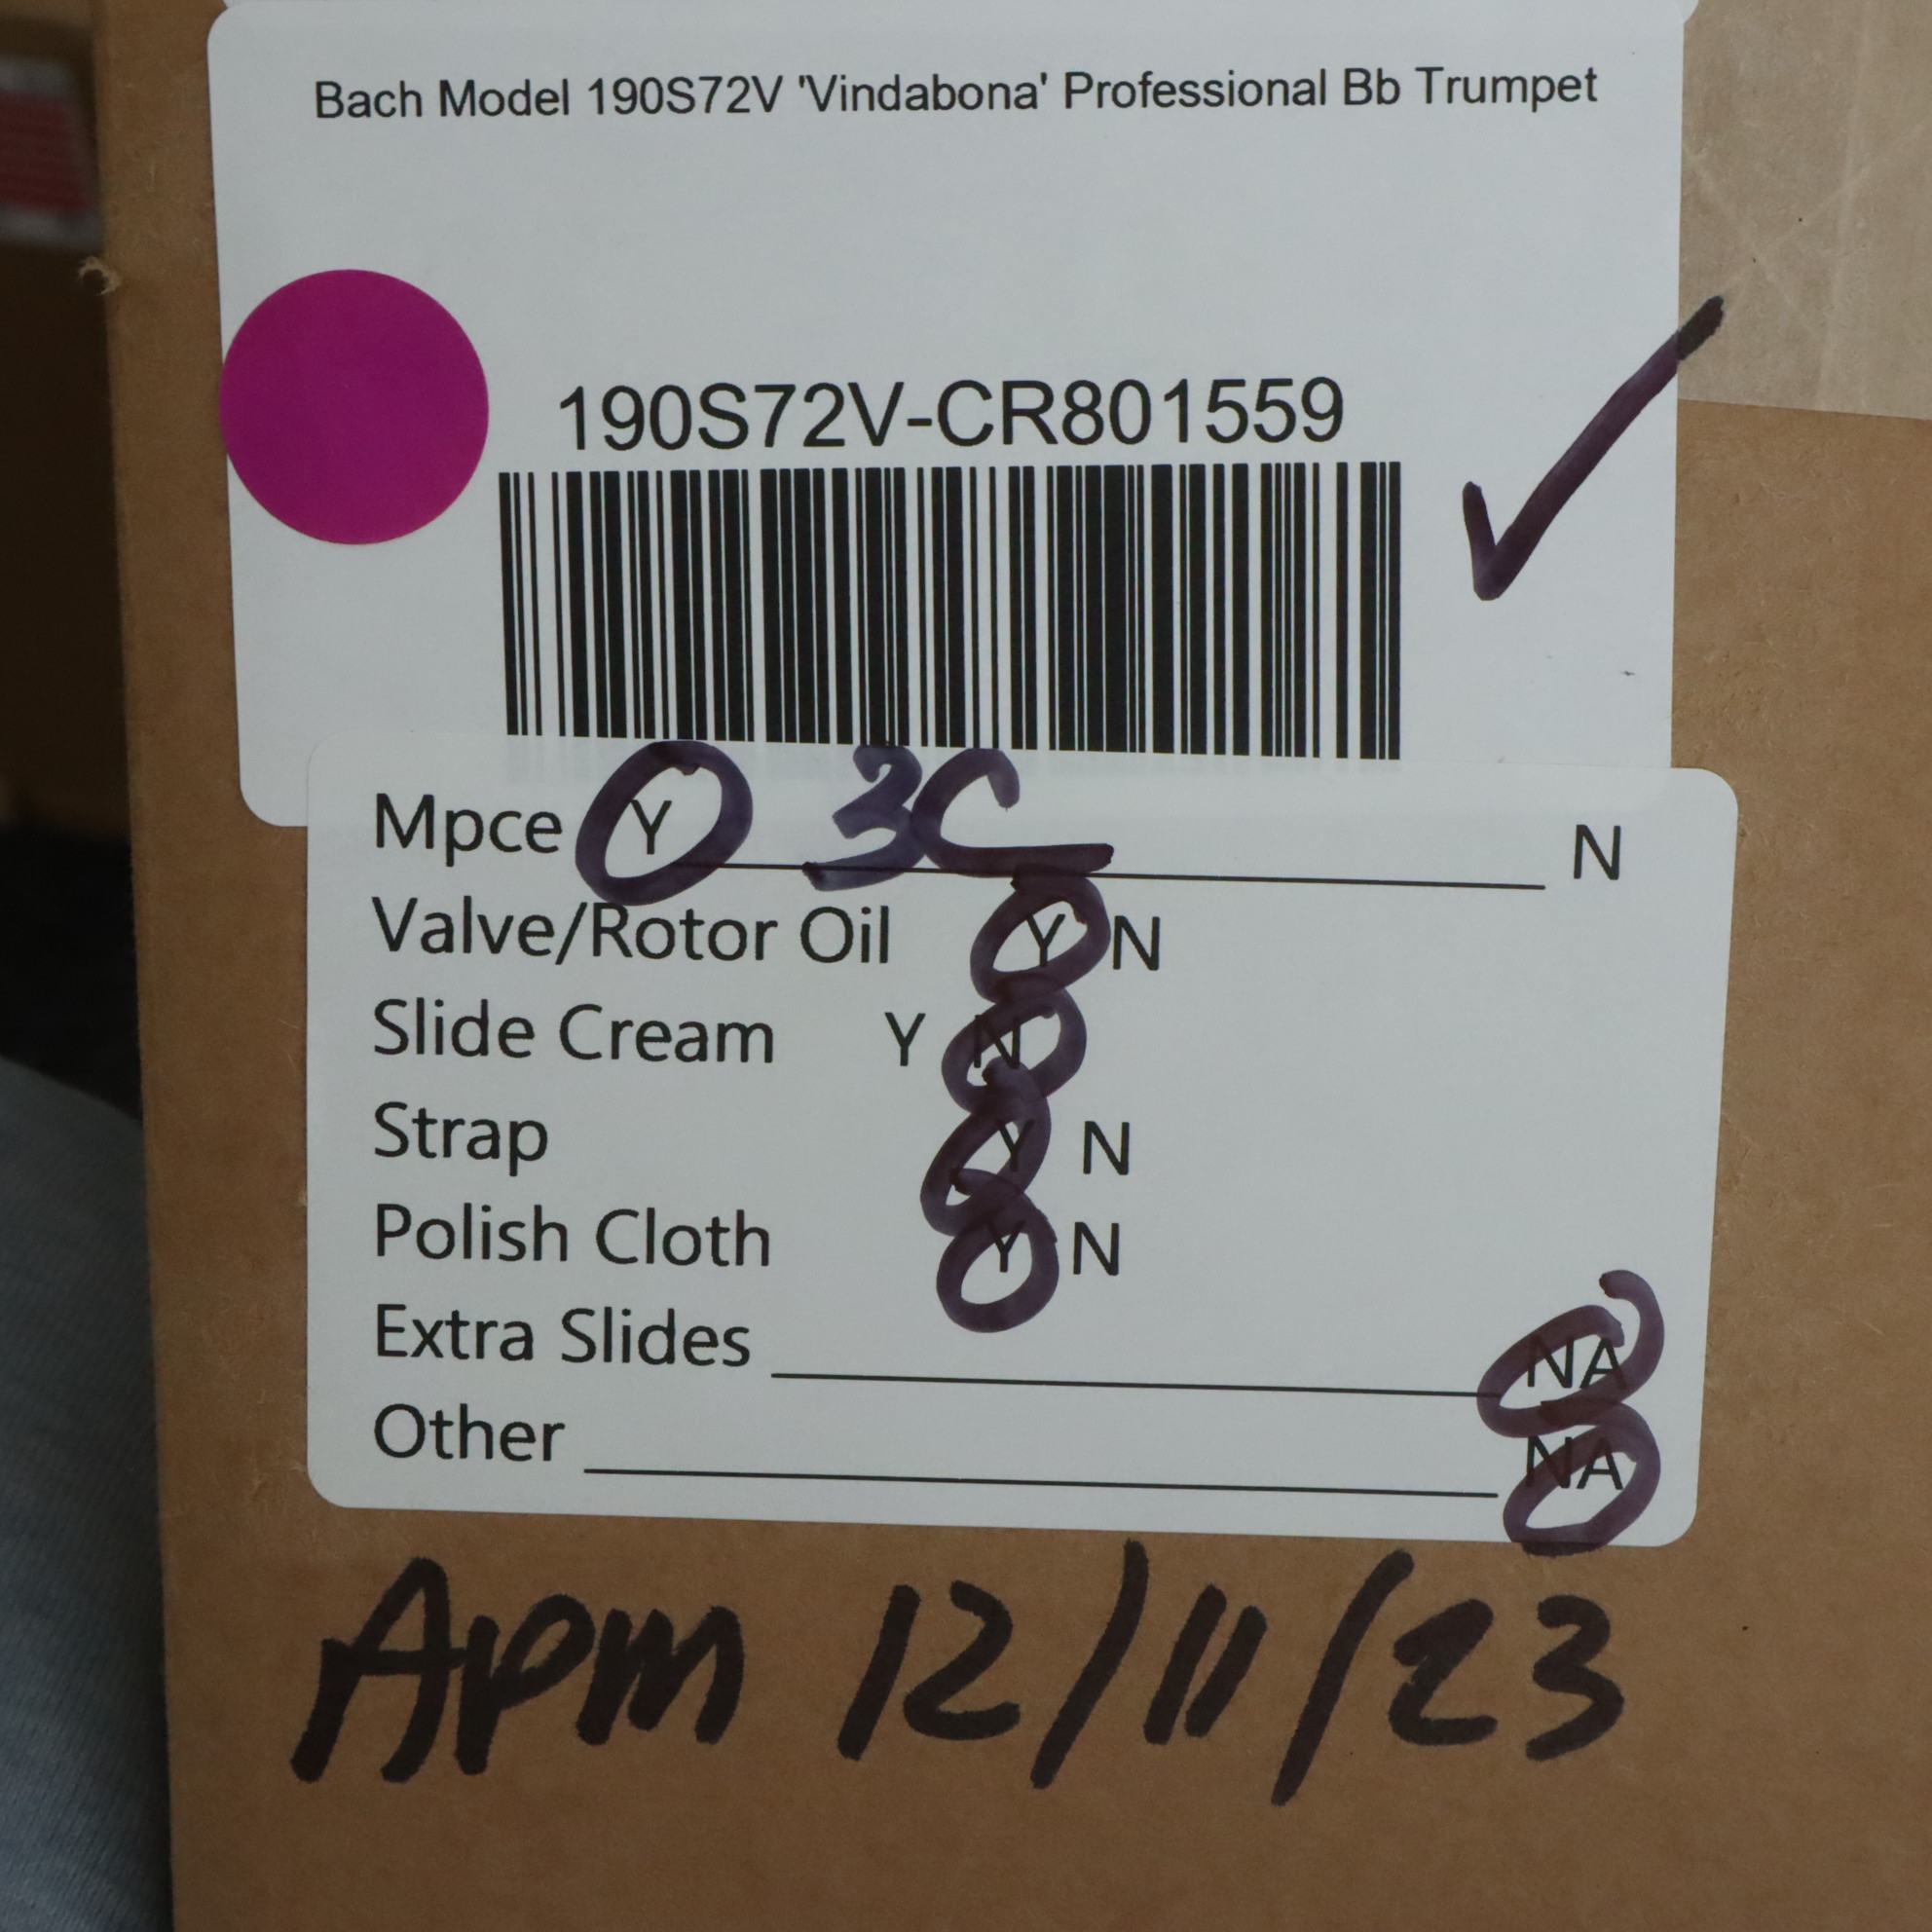 Bach Model 190S72V 'Vindabona' Professional Bb Trumpet
190S72V-CR801559
Mpce Y 3C N
Valve/Rotor Oil Y N
Slide Cream Y N
Strap Y N
Polish Cloth Y N
Extra Slides NA
Other NA
APM 12/11/23